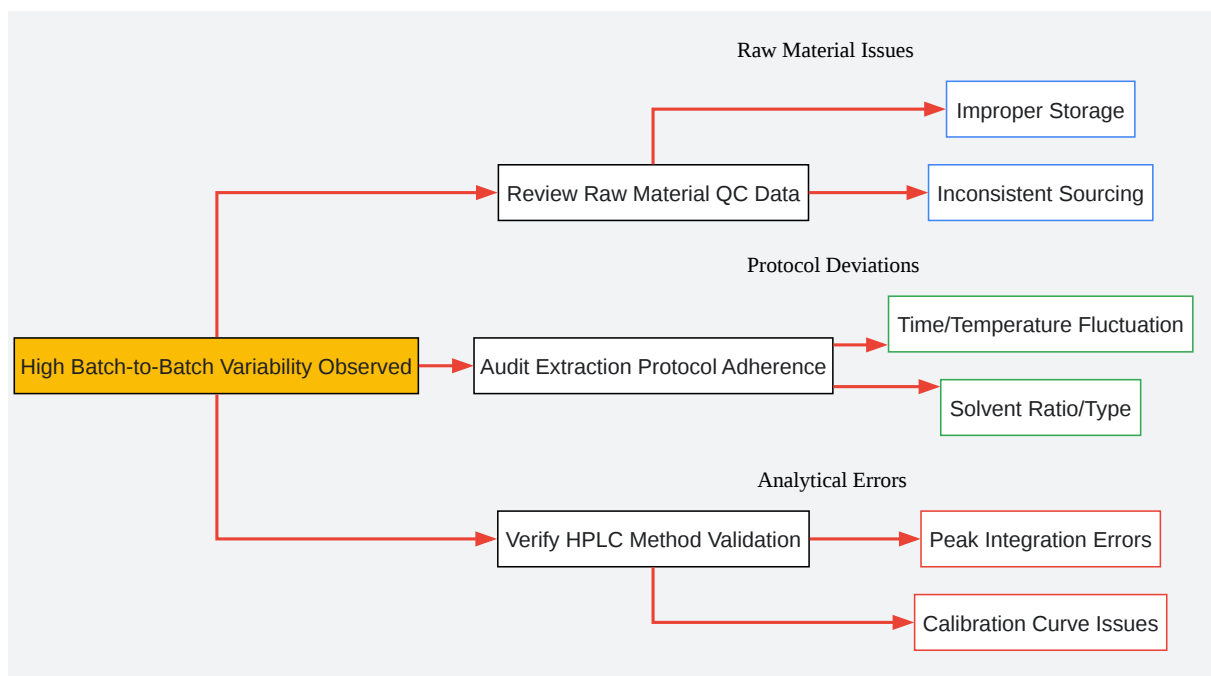 Raw Material Issues
Improper Storage
Review Raw Material QC Data
Inconsistent Sourcing
Protocol Deviations
Time/Temperature Fluctuation
High Batch-to-Batch Variability Observed
Audit Extraction Protocol Adherence
Solvent Ratio/Type
Analytical Errors
Verify HPLC Method Validation
Peak Integration Errors
Calibration Curve Issues